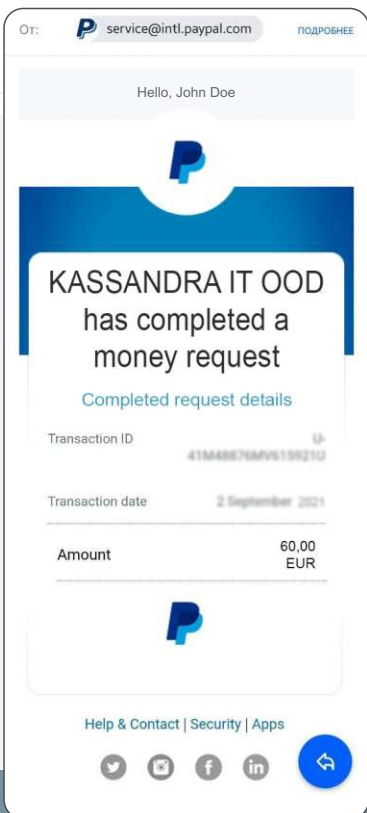 От: service@intl.paypal.com ПОДРОБНЕЕ
Hello, John Doe
KASSANDRA IT OOD
has completed a
money request
Completed request details
Transaction ID U-
41M48876MV615921U
Transaction date 2 September 2021
Amount 60,00
EUR
Help & Contact | Security | Apps